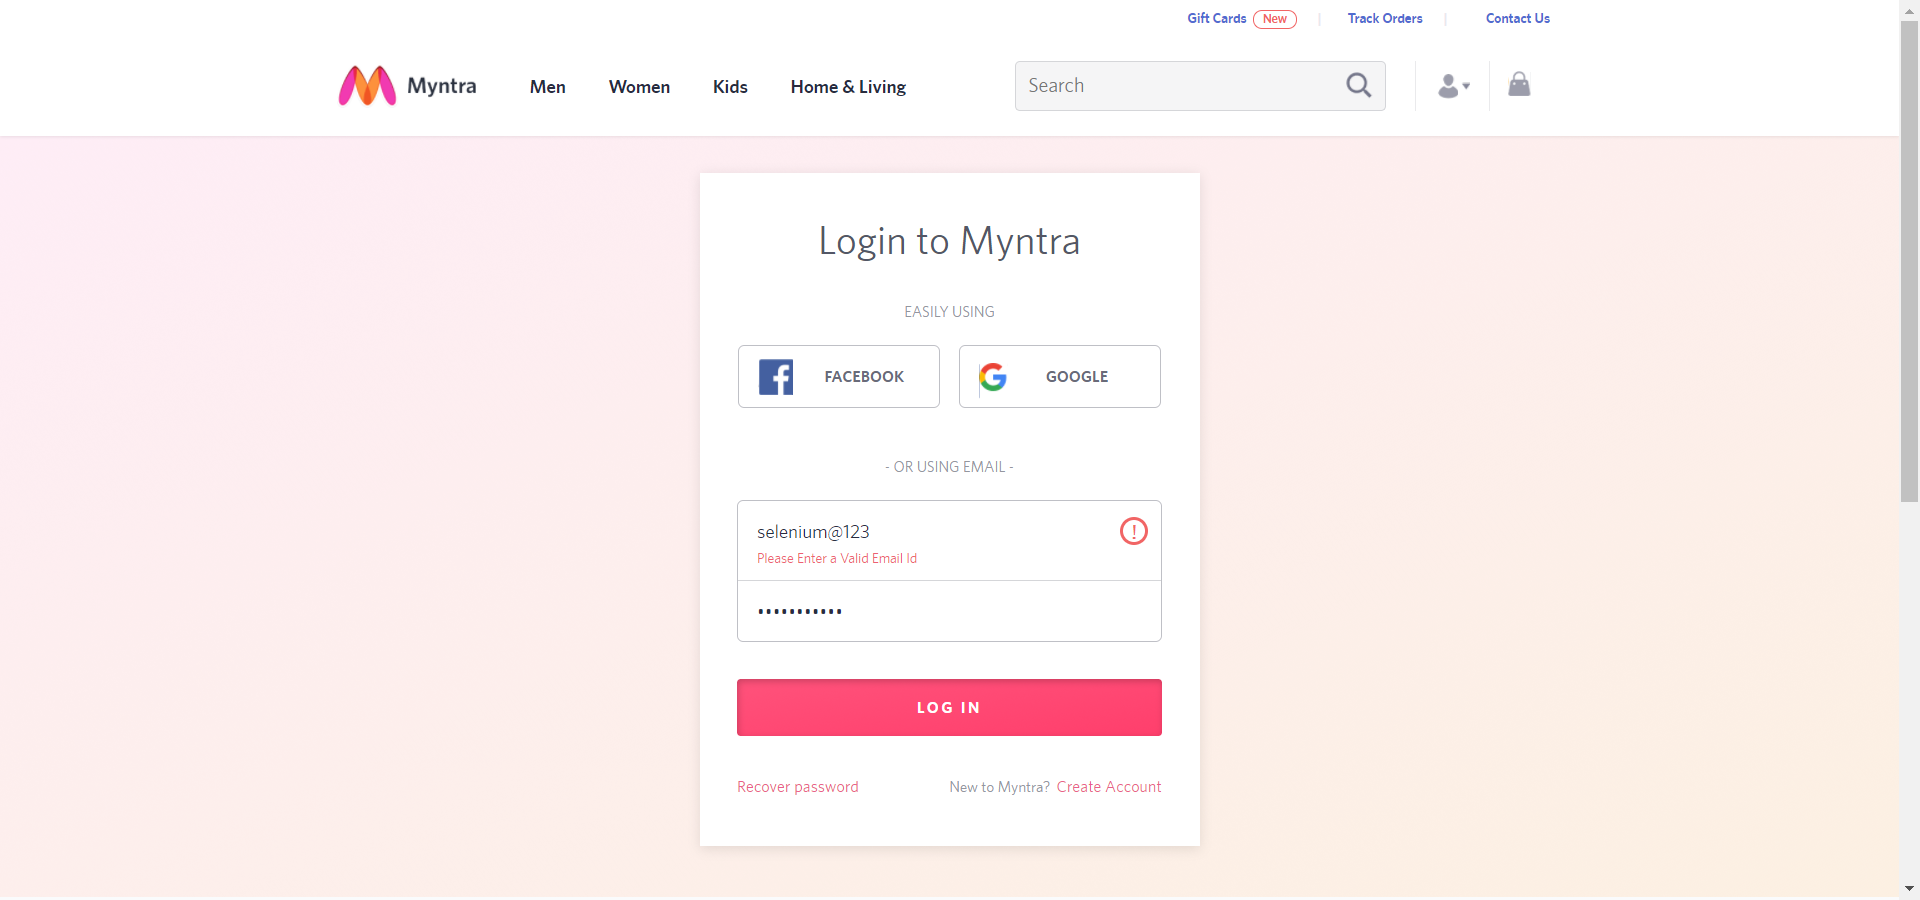 Gift Cards New | Track Orders | Contact Us
Myntra Men Women Kids Home & Living Search
Login to Myntra
EASILY USING
FACEBOOK GOOGLE
- OR USING EMAIL -
selenium@123
Please Enter a Valid Email Id
•••••••••••
LOG IN
Recover password New to Myntra? Create Account